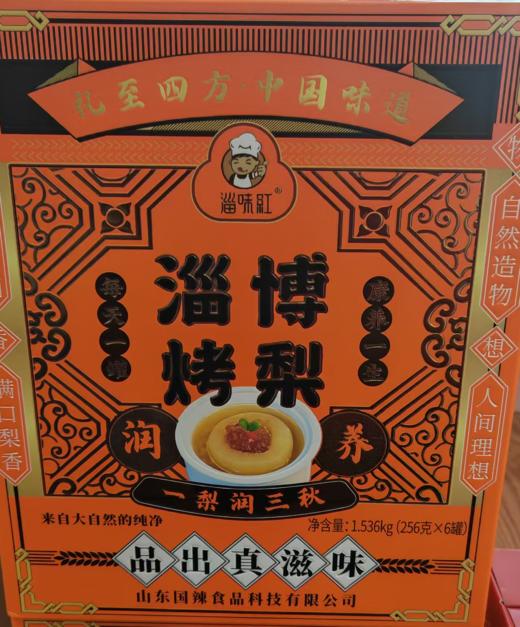 礼至四方·中国味道
淄味紅®
淄博
烤梨
每天一罐
康养一生
润
养
一梨润三秋
来自大自然的纯净
净含量:1.536kg(256克×6罐)
品出真滋味
山东国辣食品科技有限公司
物
自然造物
想
人间理想
香
满口梨香